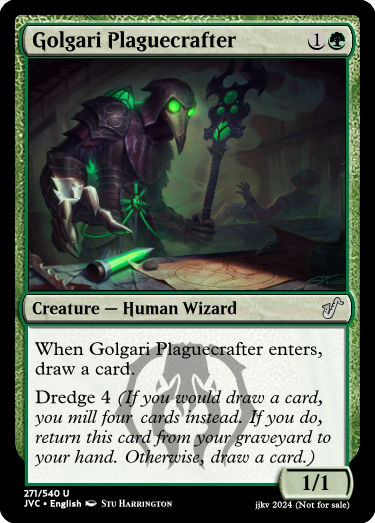 Golgari Plaguecrafter 1
Creature — Human Wizard
When Golgari Plaguecrafter enters,
draw a card.
Dredge 4 (If you would draw a card,
you mill four cards instead. If you do,
return this card from your graveyard to
your hand. Otherwise, draw a card.)
1/1
271/540 U
JVC • English Stu Harrington
jjkv 2024 (Not for sale)